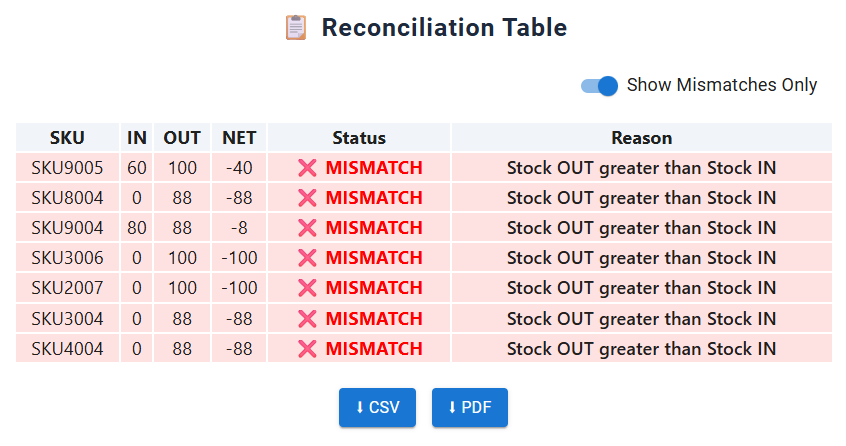 📋 Reconciliation Table
Show Mismatches Only
SKU IN OUT NET Status Reason
SKU9005 60 100 -40 ❌ MISMATCH Stock OUT greater than Stock IN
SKU8004 0 88 -88 ❌ MISMATCH Stock OUT greater than Stock IN
SKU9004 80 88 -8 ❌ MISMATCH Stock OUT greater than Stock IN
SKU3006 0 100 -100 ❌ MISMATCH Stock OUT greater than Stock IN
SKU2007 0 100 -100 ❌ MISMATCH Stock OUT greater than Stock IN
SKU3004 0 88 -88 ❌ MISMATCH Stock OUT greater than Stock IN
SKU4004 0 88 -88 ❌ MISMATCH Stock OUT greater than Stock IN
⬇ CSV ⬇ PDF